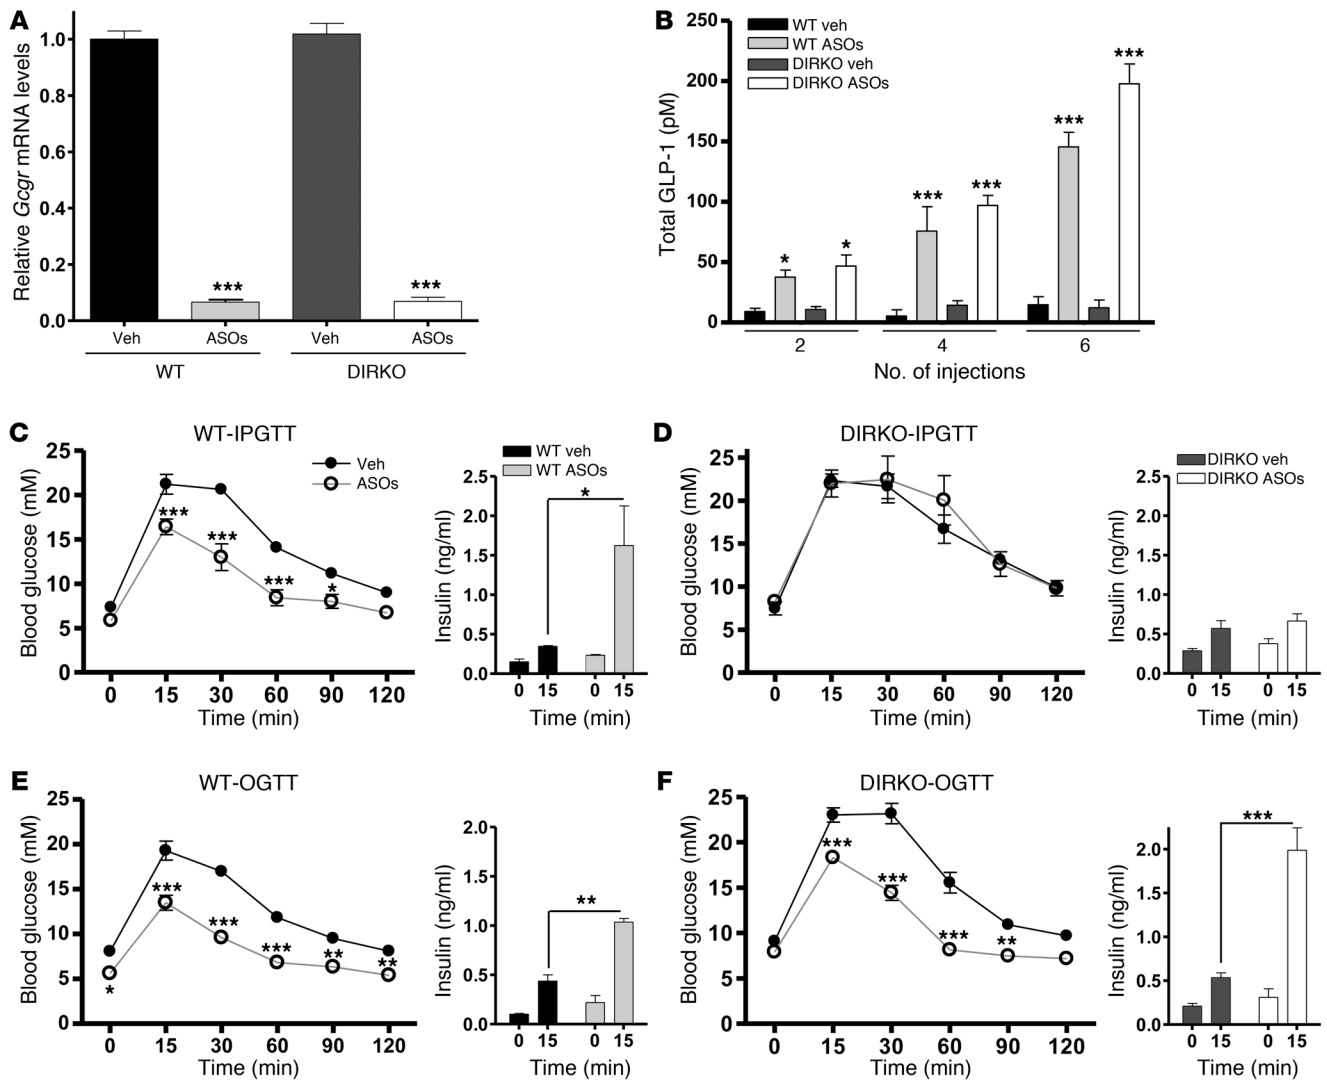 A
Relative Gcgr mRNA levels
1.0
0.8
0.6
0.4
0.2
0.0
***
***
Veh
ASOs
Veh
ASOs
WT
DIRKO
B
Total GLP-1 (pM)
250
200
150
100
50
0
WT veh
WT ASOs
DIRKO veh
DIRKO ASOs
*
*
***
***
***
***
2
4
6
No. of injections
C
WT-IPGTT
Blood glucose (mM)
25
20
15
10
5
0
Veh
ASOs
***
***
***
*
0
15
30
60
90
120
Time (min)
WT veh
WT ASOs
Insulin (ng/ml)
2.5
2.0
1.5
1.0
0.5
0.0
*
0
15
0
15
Time (min)
D
DIRKO-IPGTT
Blood glucose (mM)
25
20
15
10
5
0
0
15
30
60
90
120
Time (min)
DIRKO veh
DIRKO ASOs
Insulin (ng/ml)
2.5
2.0
1.5
1.0
0.5
0.0
0
15
0
15
Time (min)
E
WT-OGTT
Blood glucose (mM)
25
20
15
10
5
0
*
***
***
***
**
**
0
15
30
60
90
120
Time (min)
Insulin (ng/ml)
2.0
1.5
1.0
0.5
0.0
**
0
15
0
15
Time (min)
F
DIRKO-OGTT
Blood glucose (mM)
25
20
15
10
5
0
***
***
***
**
0
15
30
60
90
120
Time (min)
Insulin (ng/ml)
2.0
1.5
1.0
0.5
0.0
***
0
15
0
15
Time (min)